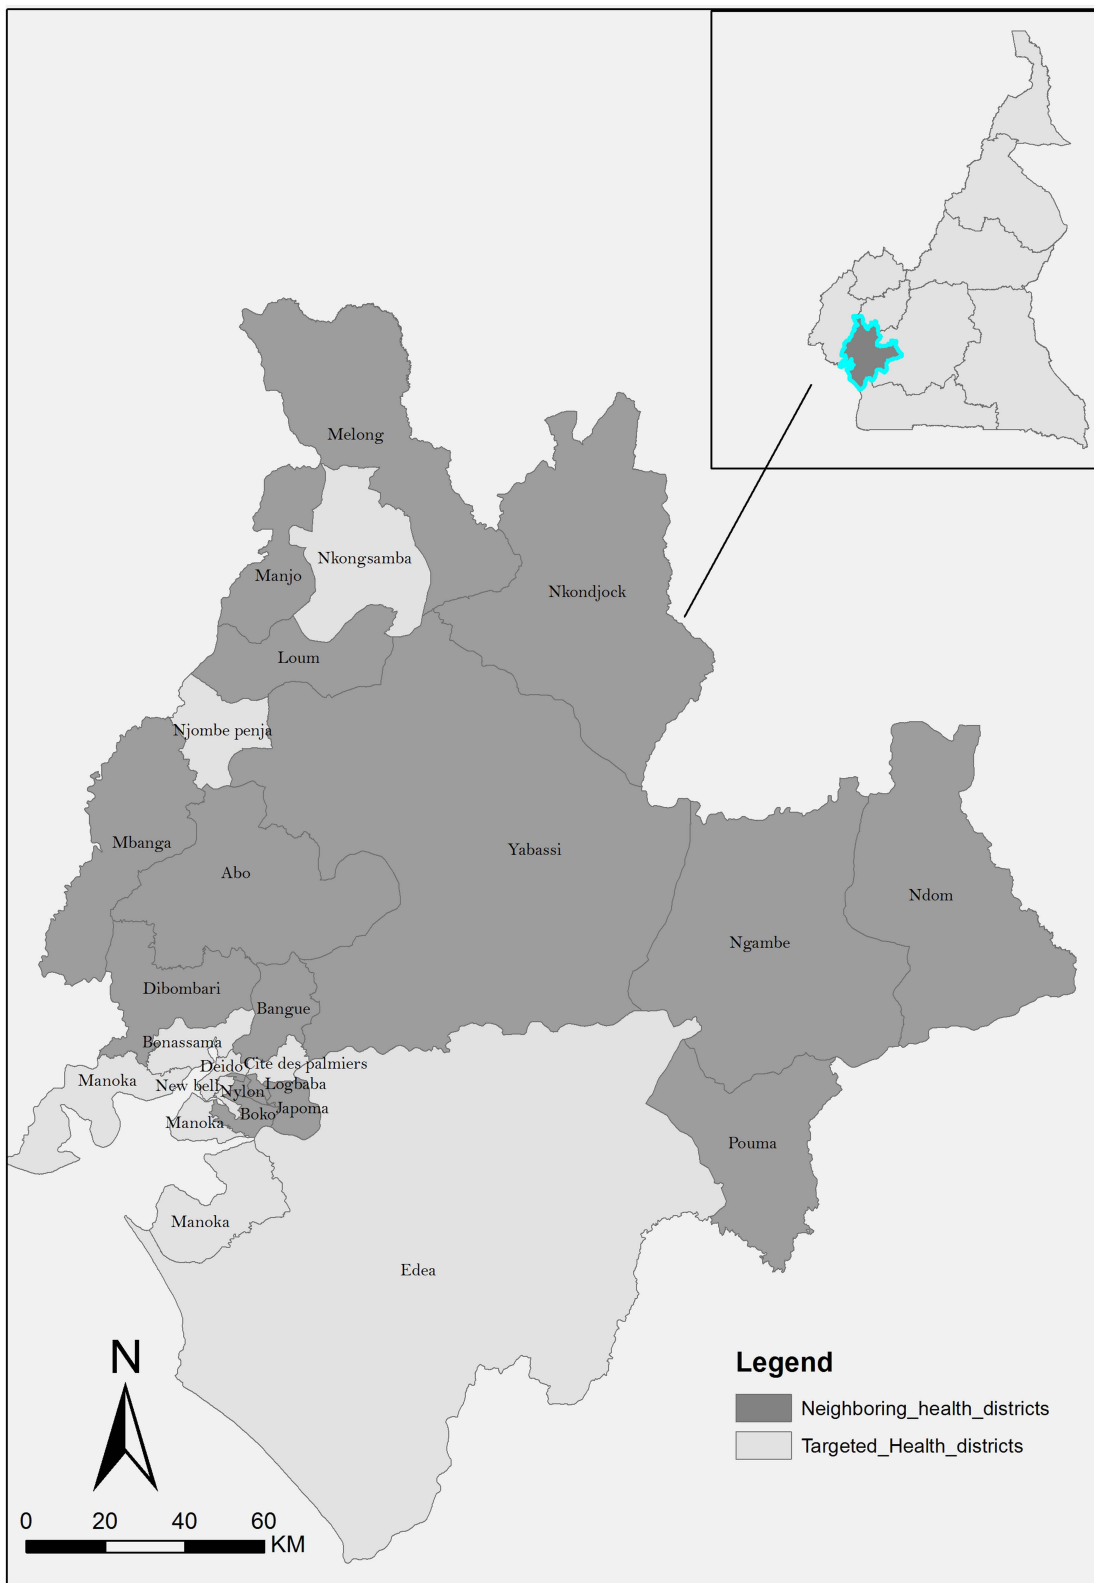 Melong
Nkongsamba
Manjo
Nkondjock
Loum
Njombe penja
Mbanga
Abo
Yabassi
Ndom
Ngambe
Dibombari
Bangue
Bonassama
Deido
Cite des palmiers
Manoka
New bell
Nylon
Logbaba
Manoka
Boko
Japoma
Pouma
Manoka
Edea
N
0 20 40 60
KM
Legend
Neighboring_health_districts
Targeted_Health_districts